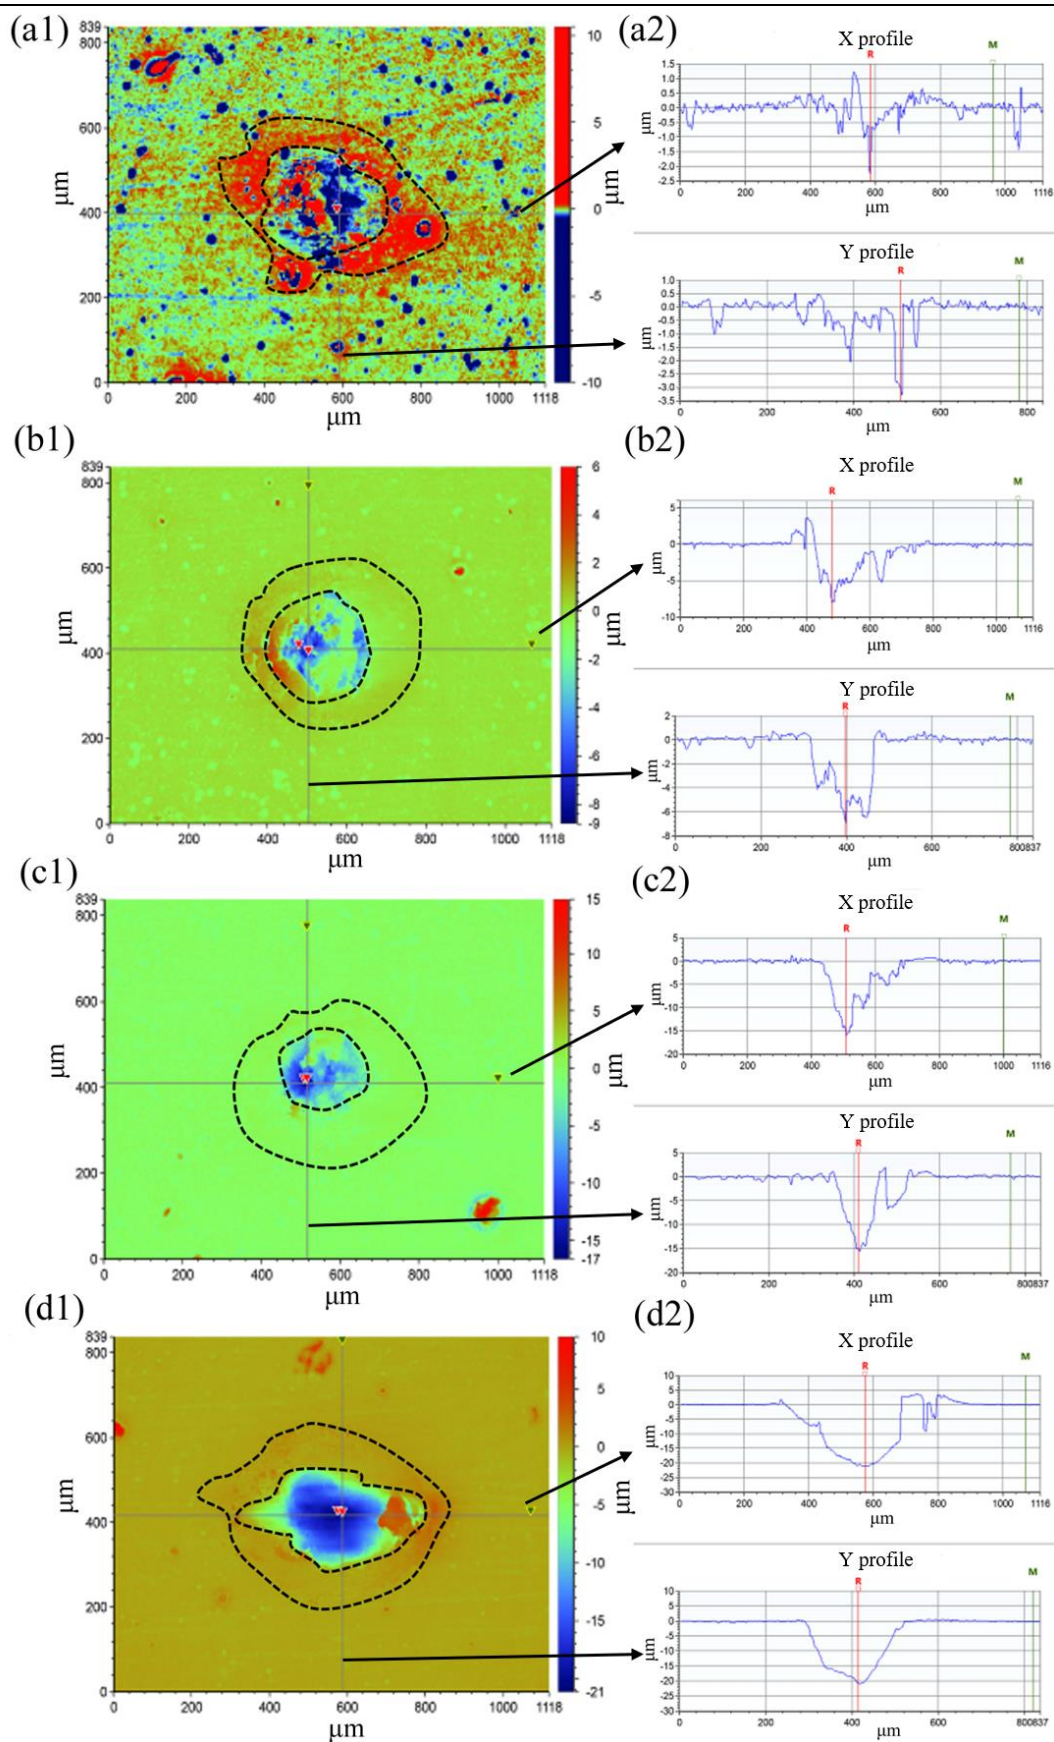 (a1)
839
800
600
400
200
0
μm
0 200 400 600 800 1000 1118
μm
10
5
0
-5
-10
μm
(a2)
X profile
R
M
1.5
1.0
0.5
0.0
-0.5
-1.0
-1.5
-2.0
-2.5
μm
0 200 400 600 800 1000 1116
μm
Y profile
R
M
1.0
0.5
0.0
-0.5
-1.0
-1.5
-2.0
-2.5
-3.0
-3.5
μm
0 200 400 600 800
μm
(b1)
839
800
600
400
200
0
μm
0 200 400 600 800 1000 1118
μm
6
4
2
0
-2
-4
-6
-8
-9
μm
(b2)
X profile
R
M
5
0
-5
-10
μm
0 200 400 600 800 1000 1116
μm
Y profile
R
M
2
0
-2
-4
-6
-8
μm
0 200 400 600 800837
μm
(c1)
839
800
600
400
200
0
μm
0 200 400 600 800 1000 1118
μm
15
10
5
0
-5
-10
-15
-17
μm
(c2)
X profile
R
M
5
0
-5
-10
-15
-20
μm
0 200 400 600 800 1000 1116
μm
Y profile
R
M
5
0
-5
-10
-15
-20
μm
0 200 400 600 800837
μm
(d1)
839
800
600
400
200
0
μm
0 200 400 600 800 1000 1118
μm
10
5
0
-5
-10
-15
-21
μm
(d2)
X profile
R
M
10
5
0
-5
-10
-15
-20
-25
-30
μm
0 200 400 600 800 1000 1116
μm
Y profile
R
M
10
5
0
-5
-10
-15
-20
-25
-30
μm
0 200 400 600 800837
μm